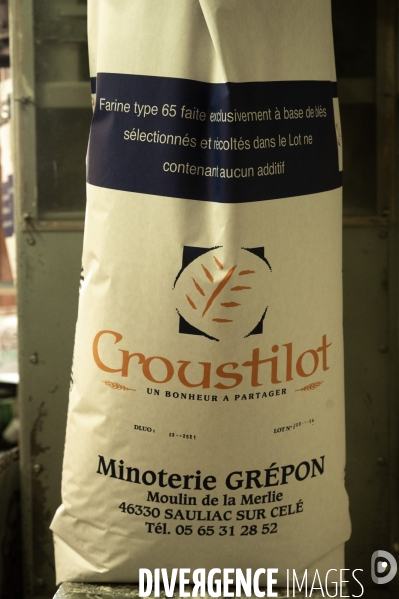 Farine type 65 faite exclusivement à base de blés
sélectionnés et récoltés dans le Lot ne
contenant aucun additif
Croustilot
UN BONHEUR A PARTAGER
DLUO :
LOT N°
Minoterie GRÉPON
Moulin de la Merlie
46330 SAULIAC SUR CELÉ
Tél. 05 65 31 28 52
DIVERGENCE IMAGES